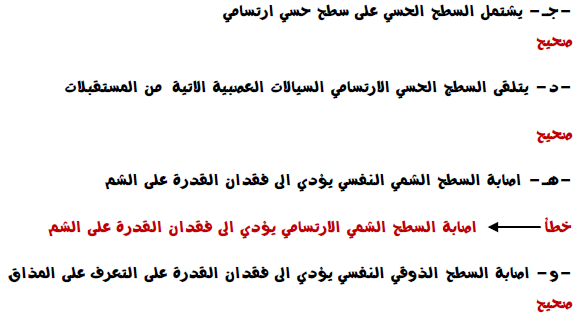 -جـ- يشتمل السطح الحسي على سطح حسي ارتسامي
صحيح
-د- يتلقى السطح الحسي الارتسامي السيالات العصبية الاتية من المستقبلات
صحيح
-هـ- اصابة السطح الشمي النفسي يؤدي الى فقدان القدرة على الشم
خطأ ← اصابة السطح الشمي الارتسامي يؤدي الى فقدان القدرة على الشم
-و- اصابة السطح الذوقي النفسي يؤدي الى فقدان القدرة على التعرف على المذاق
صحيح